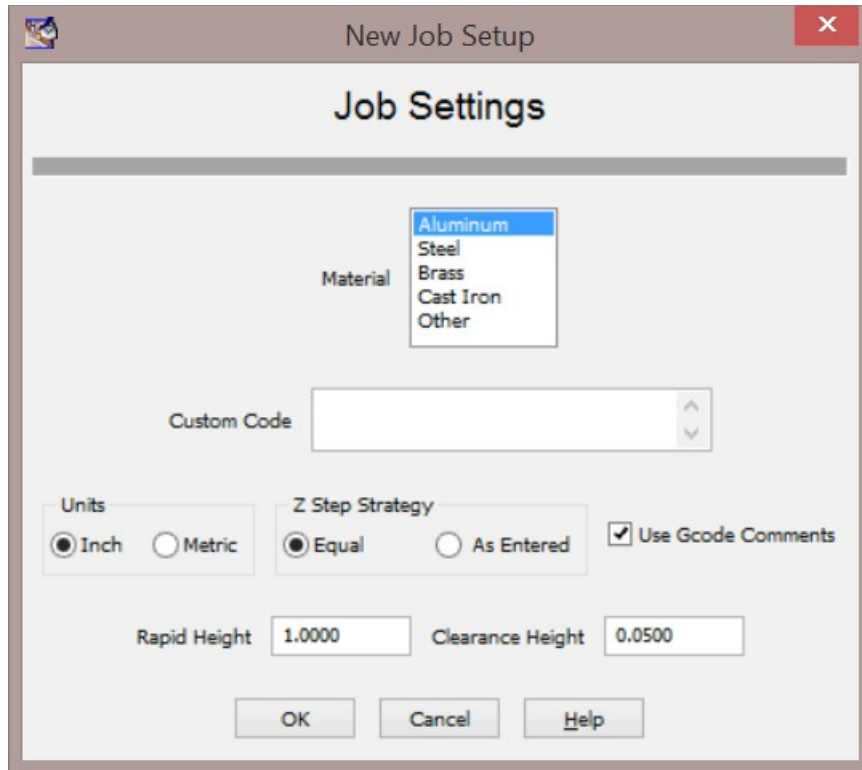 New Job Setup
Job Settings
Material
Aluminum
Steel
Brass
Cast Iron
Other
Custom Code
Units
Inch
Metric
Z Step Strategy
Equal
As Entered
Use Gcode Comments
Rapid Height
1.0000
Clearance Height
0.0500
OK
Cancel
Help